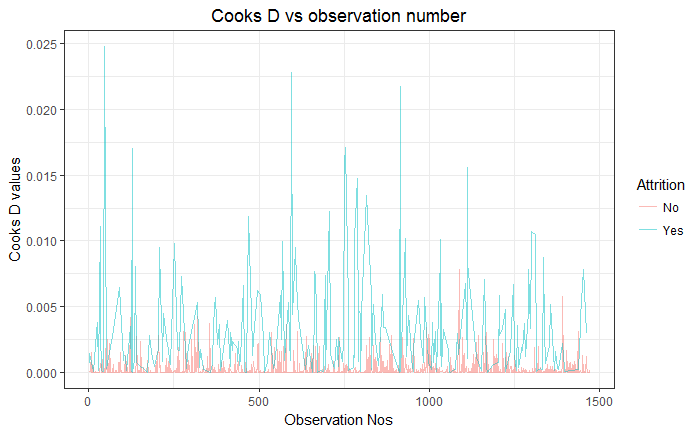 Cooks D vs observation number
0.025
0.020
0.015
0.010
0.005
0.000
Cooks D values
0
500
1000
1500
Observation Nos
Attrition
No
Yes